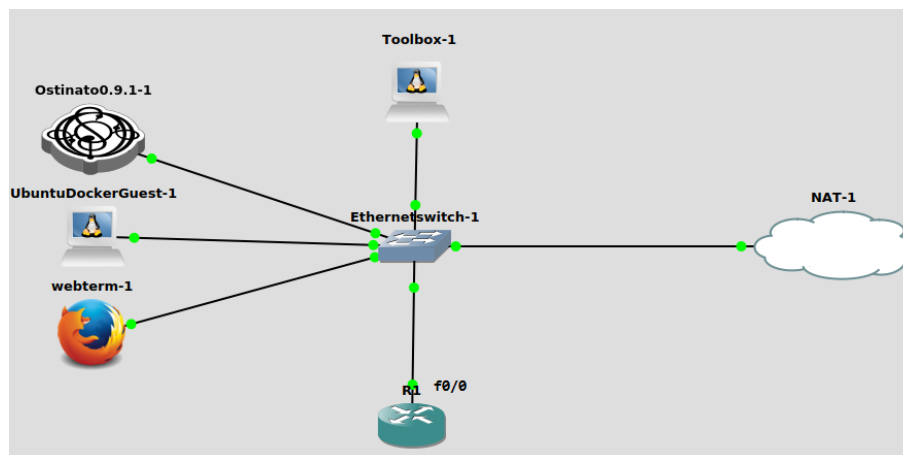 Toolbox-1
Ostinato0.9.1-1
UbuntuDockerGuest-1
Ethernetswitch-1
NAT-1
webterm-1
R1 f0/0